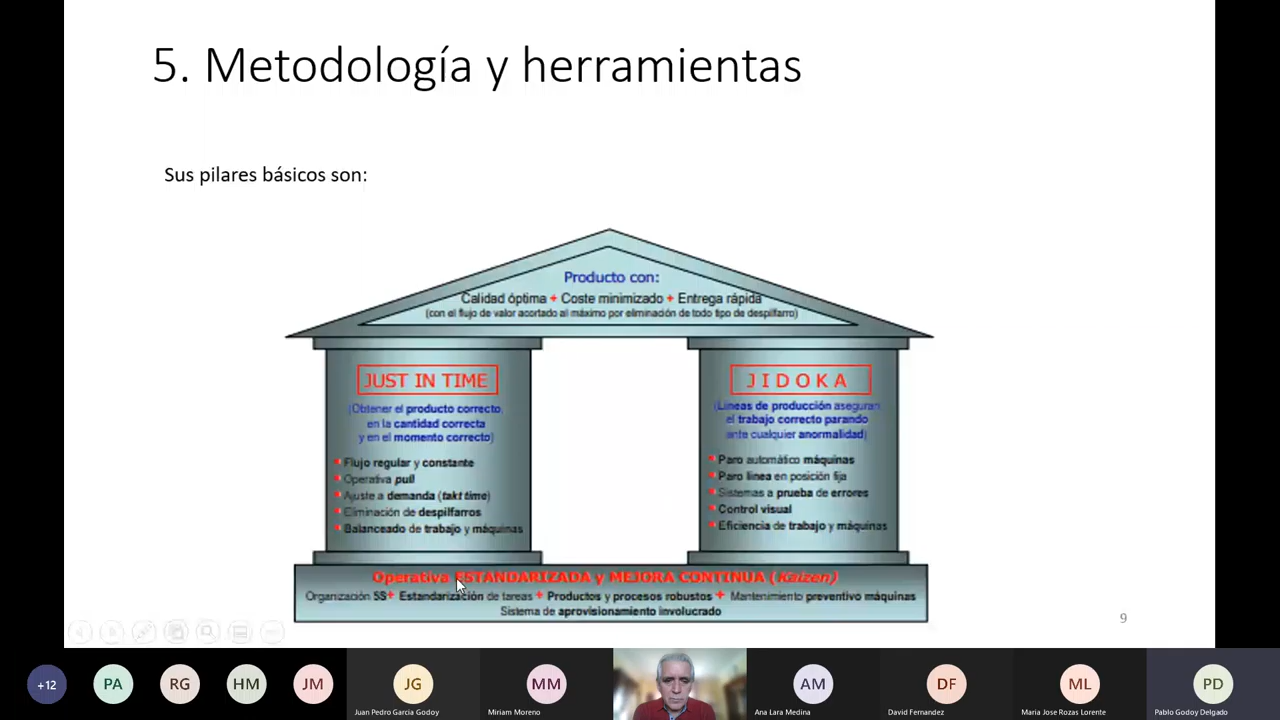 5. Metodología y herramientas
Sus pilares básicos son:
Producto con:
Calidad óptima + Coste minimizado + Entrega rápida
(con el flujo de valor acortado al máximo por eliminación de todo tipo de despilfarro)
JUST IN TIME
(Obtener el producto correcto,
en la cantidad correcta
y en el momento correcto)
Flujo regular y constante
Operativa pull
Ajuste a demanda (takt time)
Eliminación de despilfarros
Balanceado de trabajo y máquinas
JIDOKA
(Líneas de producción aseguran
el trabajo correcto parando
ante cualquier anormalidad)
Paro automático máquinas
Paro línea en posición fija
Sistemas a prueba de errores
Control visual
Eficiencia de trabajo y máquinas
Operativa ESTANDARIZADA y MEJORA CONTINUA (Kaizen)
Organización 5S + Estandarización de tareas + Productos y procesos robustos + Mantenimiento preventivo máquinas
Sistema de aprovisionamiento involucrado
9
+12
PA
RG
HM
JM
JG
Juan Pedro García Godoy
MM
Miriam Moreno
AM
Ana Lara Medina
DF
David Fernandez
ML
Maria Jose Rozas Lorente
PD
Pablo Godoy Delgado